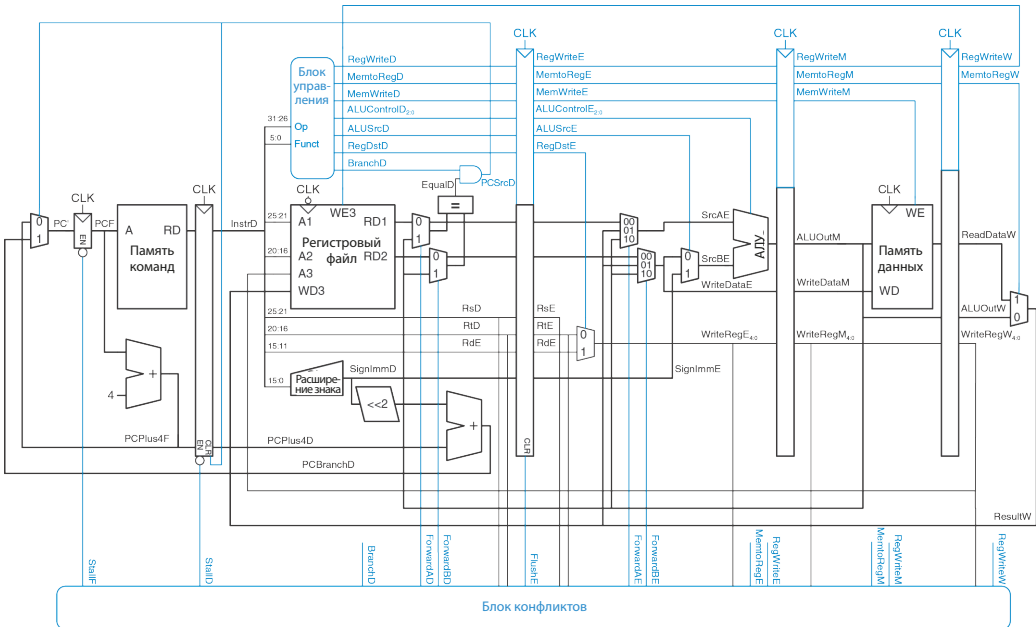 CLK
CLK
CLK
Блок
управ-
ления
Op
Funct
31:26
5:0
RegWriteD
MemtoRegD
MemWriteD
ALUControlD2:0
ALUSrcD
RegDstD
BranchD
RegWriteE
MemtoRegE
MemWriteE
ALUControlE2:0
ALUSrcE
RegDstE
RegWriteM
MemtoRegM
MemWriteM
RegWriteW
MemtoRegW
EqualD
PCSrcD
=
CLK
CLK
CLK
CLK
0
1
PC'
EN
PCF
A
RD
Память
команд
InstrD
25:21
20:16
A1
A2
A3
WD3
WE3
RD1
RD2
Регистровый
файл
0
1
0
1
00
01
10
00
01
10
SrcAE
0
1
SrcBE
АЛУ
ALUOutM
WriteDataE
WriteDataM
WE
Память
данных
WD
ReadDataW
1
0
ALUOutW
25:21
RsD
RsE
20:16
RtD
RtE
15:11
RdE
RdE
0
1
WriteRegE4:0
WriteRegM4:0
WriteRegW4:0
15:0
Расшире-
ние знака
SignImmD
SignImmE
<<2
+
4
+
PCPlus4F
EN
CLR
PCPlus4D
CLR
PCBranchD
ResultW
StallF
StallD
BranchD
ForwardAD
ForwardBD
FlushE
ForwardAE
ForwardBE
MemtoRegE
RegWriteE
MemtoRegM
RegWriteM
RegWriteW
Блок конфликтов